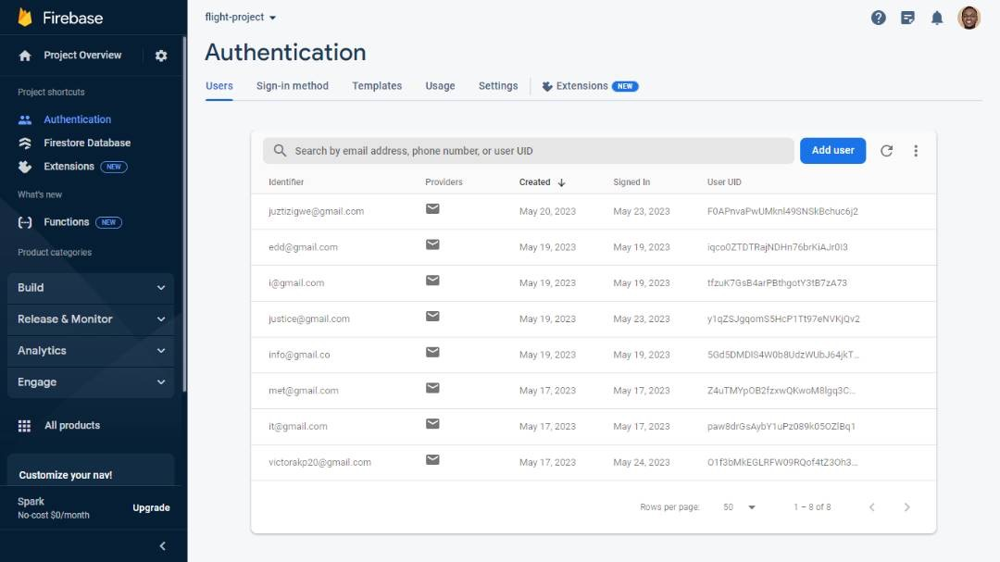 Firebase
Project Overview
Project shortcuts
Authentication
Firestore Database
Extensions NEW
What's new
Functions NEW
Product categories
Build
Release & Monitor
Analytics
Engage
All products
Customize your nav!
Spark
No-cost $0/month
Upgrade
flight-project
Authentication
Users Sign-in method Templates Usage Settings Extensions NEW
Search by email address, phone number, or user UID
Add user
Identifier Providers Created Signed In User UID
juztizigwe@gmail.com May 20, 2023 May 23, 2023 F0APnvaPwUMknl49SNSkBchuc6j2
edd@gmail.com May 19, 2023 May 19, 2023 iqco0ZTDTRajNDHn76brKiAJr0I3
i@gmail.com May 19, 2023 May 19, 2023 tfzuK7GsB4arPBthgotY3tB7zA73
justice@gmail.com May 19, 2023 May 23, 2023 y1qZSJgqomS5HcP1Tt97eNVKjQv2
info@gmail.co May 19, 2023 May 19, 2023 5Gd5DMDlS4W0b8UdzWUbJ64jkT...
met@gmail.com May 17, 2023 May 17, 2023 Z4uTMYpOB2fzxwQKwoM8lgq3C...
it@gmail.com May 17, 2023 May 17, 2023 paw8drGsAybY1uPz089k05OZlBq1
victorakp20@gmail.com May 17, 2023 May 24, 2023 O1f3bMkEGLRFW09RQof4tZ3Oh3...
Rows per page: 50 1 – 8 of 8